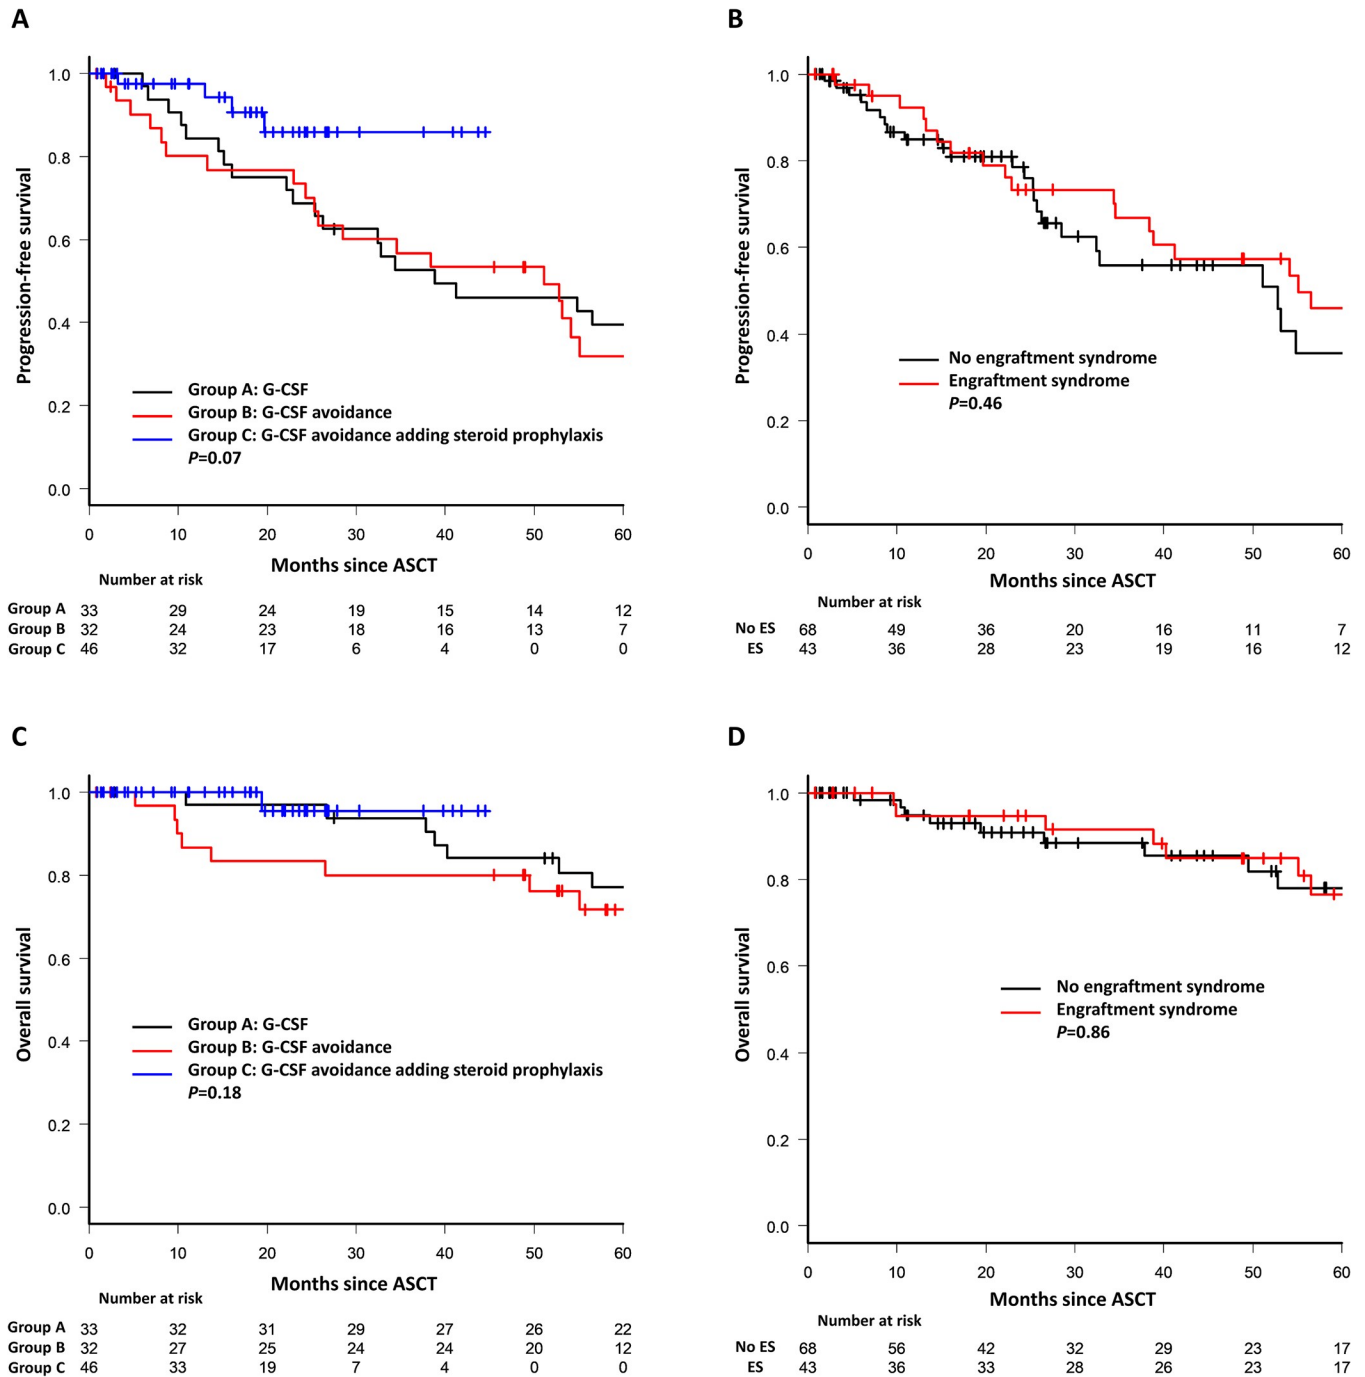 A
Progression-free survival
1.0
0.8
0.6
0.4
0.2
0.0
Group A: G-CSF
Group B: G-CSF avoidance
Group C: G-CSF avoidance adding steroid prophylaxis
P=0.07
0 10 20 30 40 50 60
Months since ASCT
Number at risk
Group A 33 29 24 19 15 14 12
Group B 32 24 23 18 16 13 7
Group C 46 32 17 6 4 0 0
B
Progression-free survival
1.0
0.8
0.6
0.4
0.2
0.0
No engraftment syndrome
Engraftment syndrome
P=0.46
0 10 20 30 40 50 60
Months since ASCT
Number at risk
No ES 68 49 36 20 16 11 7
ES 43 36 28 23 19 16 12
C
Overall survival
1.0
0.8
0.6
0.4
0.2
0.0
Group A: G-CSF
Group B: G-CSF avoidance
Group C: G-CSF avoidance adding steroid prophylaxis
P=0.18
0 10 20 30 40 50 60
Months since ASCT
Number at risk
Group A 33 32 31 29 27 26 22
Group B 32 27 25 24 24 20 12
Group C 46 33 19 7 4 0 0
D
Overall survival
1.0
0.8
0.6
0.4
0.2
0.0
No engraftment syndrome
Engraftment syndrome
P=0.86
0 10 20 30 40 50 60
Months since ASCT
Number at risk
No ES 68 56 42 32 29 23 17
ES 43 36 33 28 26 23 17